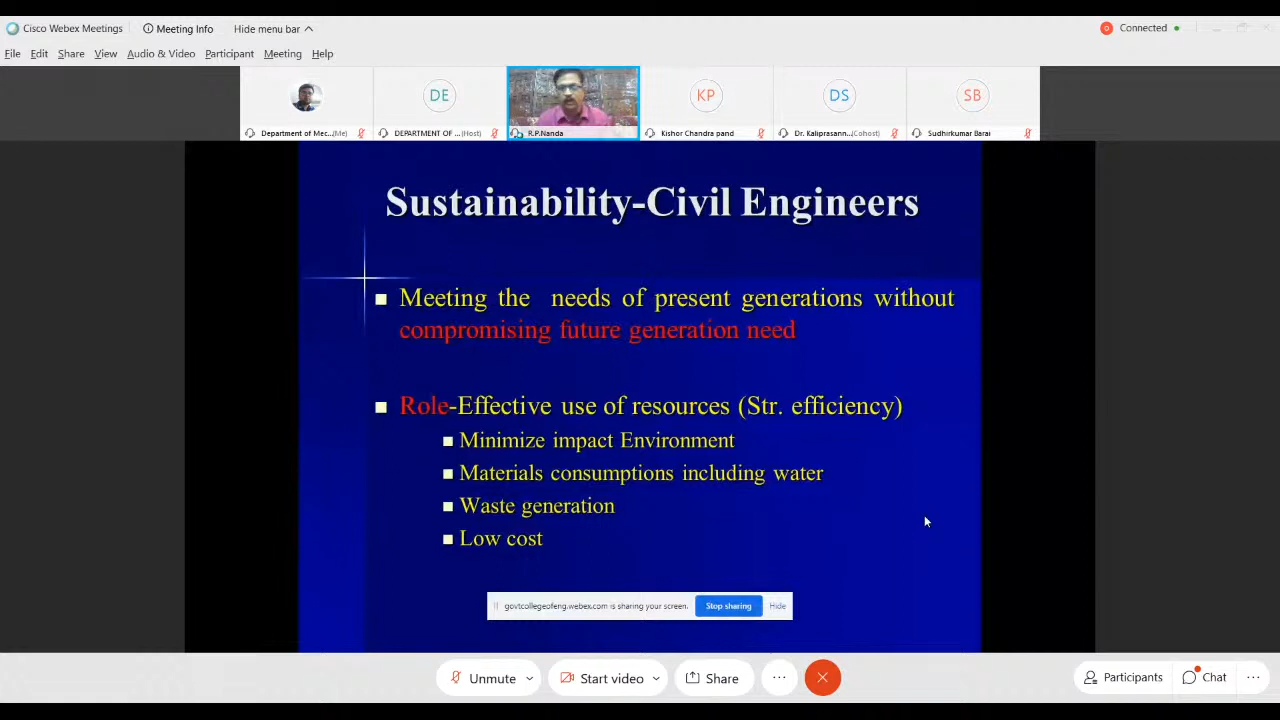 Cisco Webex Meetings Meeting Info Hide menu bar Connected
File Edit Share View Audio & Video Participant Meeting Help
DE KP DS SB
Department of Mec...(Me) DEPARTMENT OF ...(Host) R.P.Nanda Kishor Chandra pand Dr. Kaliprasann...(Cohost) Sudhirkumar Barai
Sustainability-Civil Engineers
Meeting the needs of present generations without
compromising future generation need
Role-Effective use of resources (Str. efficiency)
Minimize impact Environment
Materials consumptions including water
Waste generation
Low cost
govtcollegeofeng.webex.com is sharing your screen. Stop sharing Hide
Unmute Start video Share Participants Chat